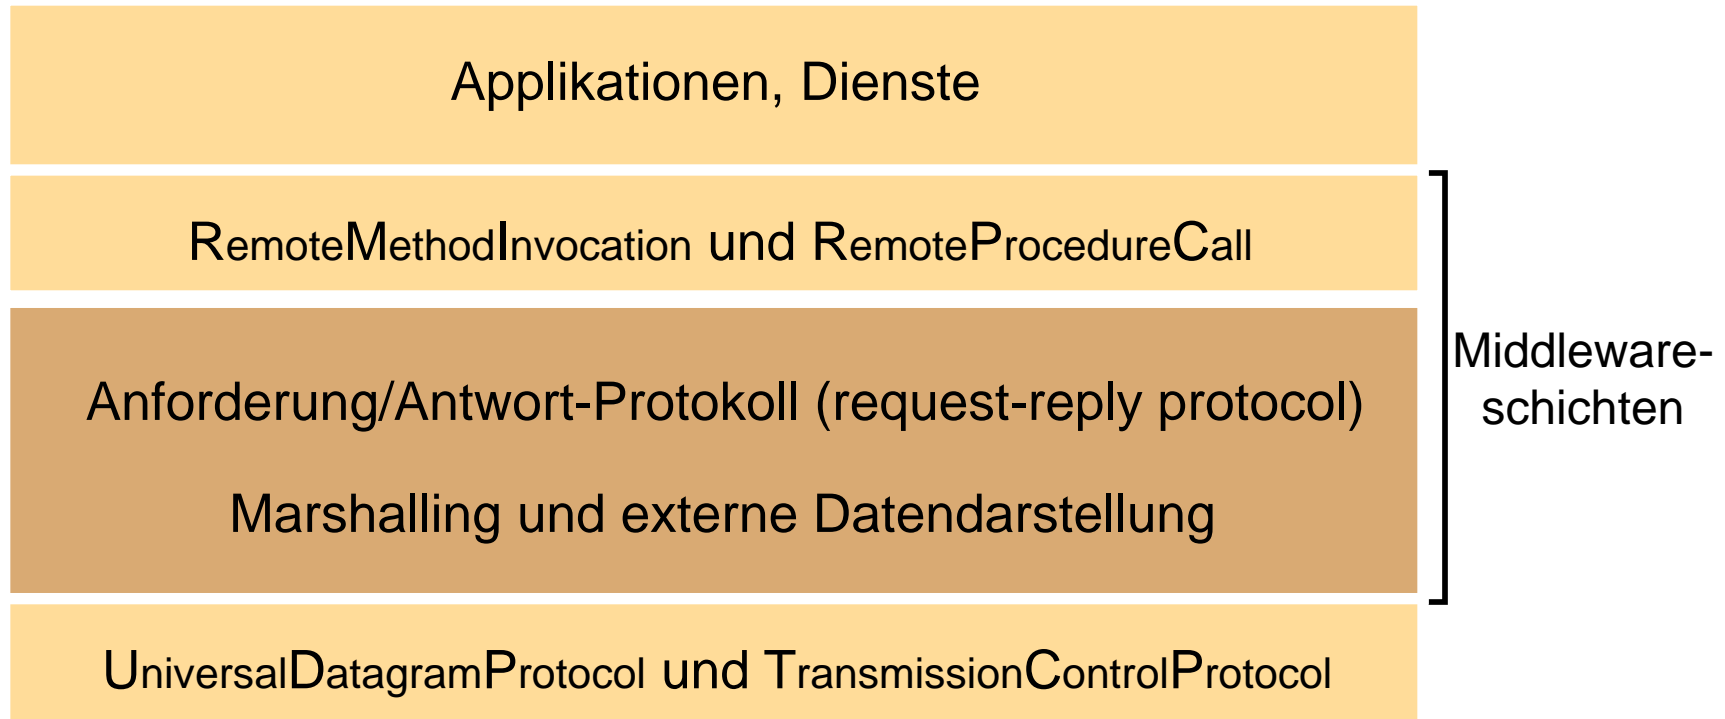 Applikationen, Dienste
RemoteMethodInvocation und RemoteProcedureCall
Anforderung/Antwort-Protokoll (request-reply protocol)
Marshalling und externe Datendarstellung
UniversalDatagramProtocol und TransmissionControlProtocol
Middleware-
schichten